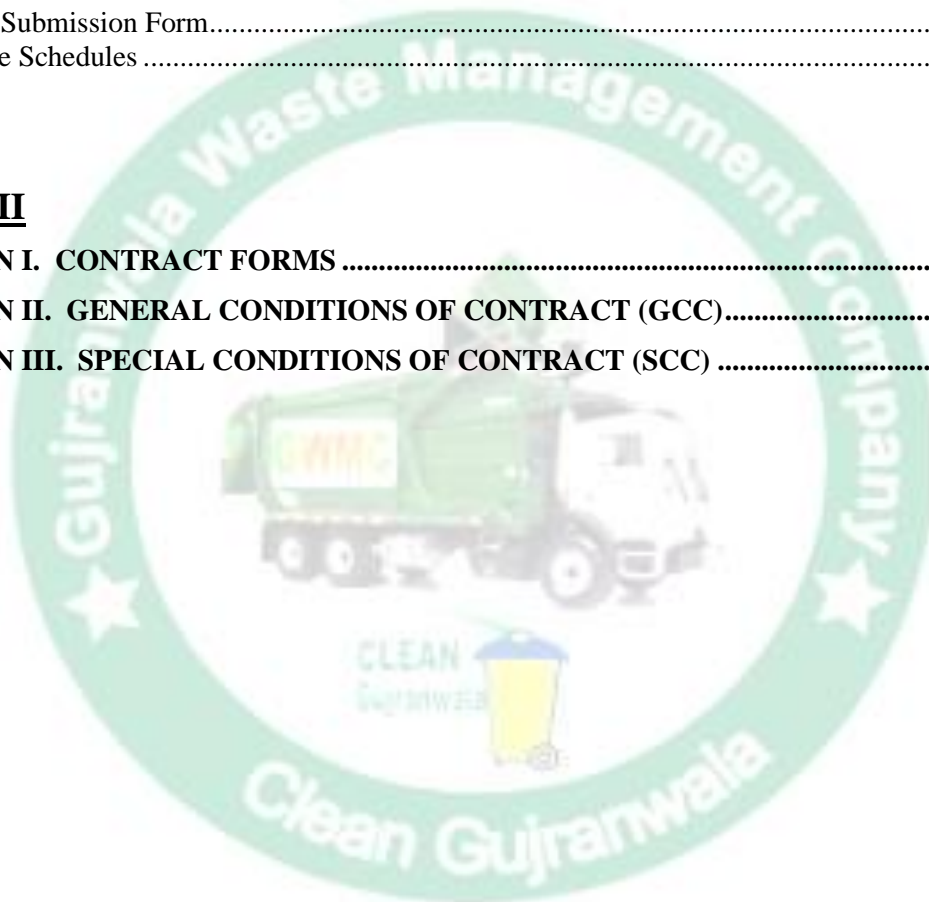 Submission Form..........................................................................................................
e Schedules ...................................................................................................................
II
N I.  CONTRACT FORMS ...............................................................................
N II.  GENERAL CONDITIONS OF CONTRACT (GCC)............................
N III.  SPECIAL CONDITIONS OF CONTRACT (SCC) .............................
Gujranwala Waste Management Company
GWMC
CLEAN
Gujranwala
Clean Gujranwala